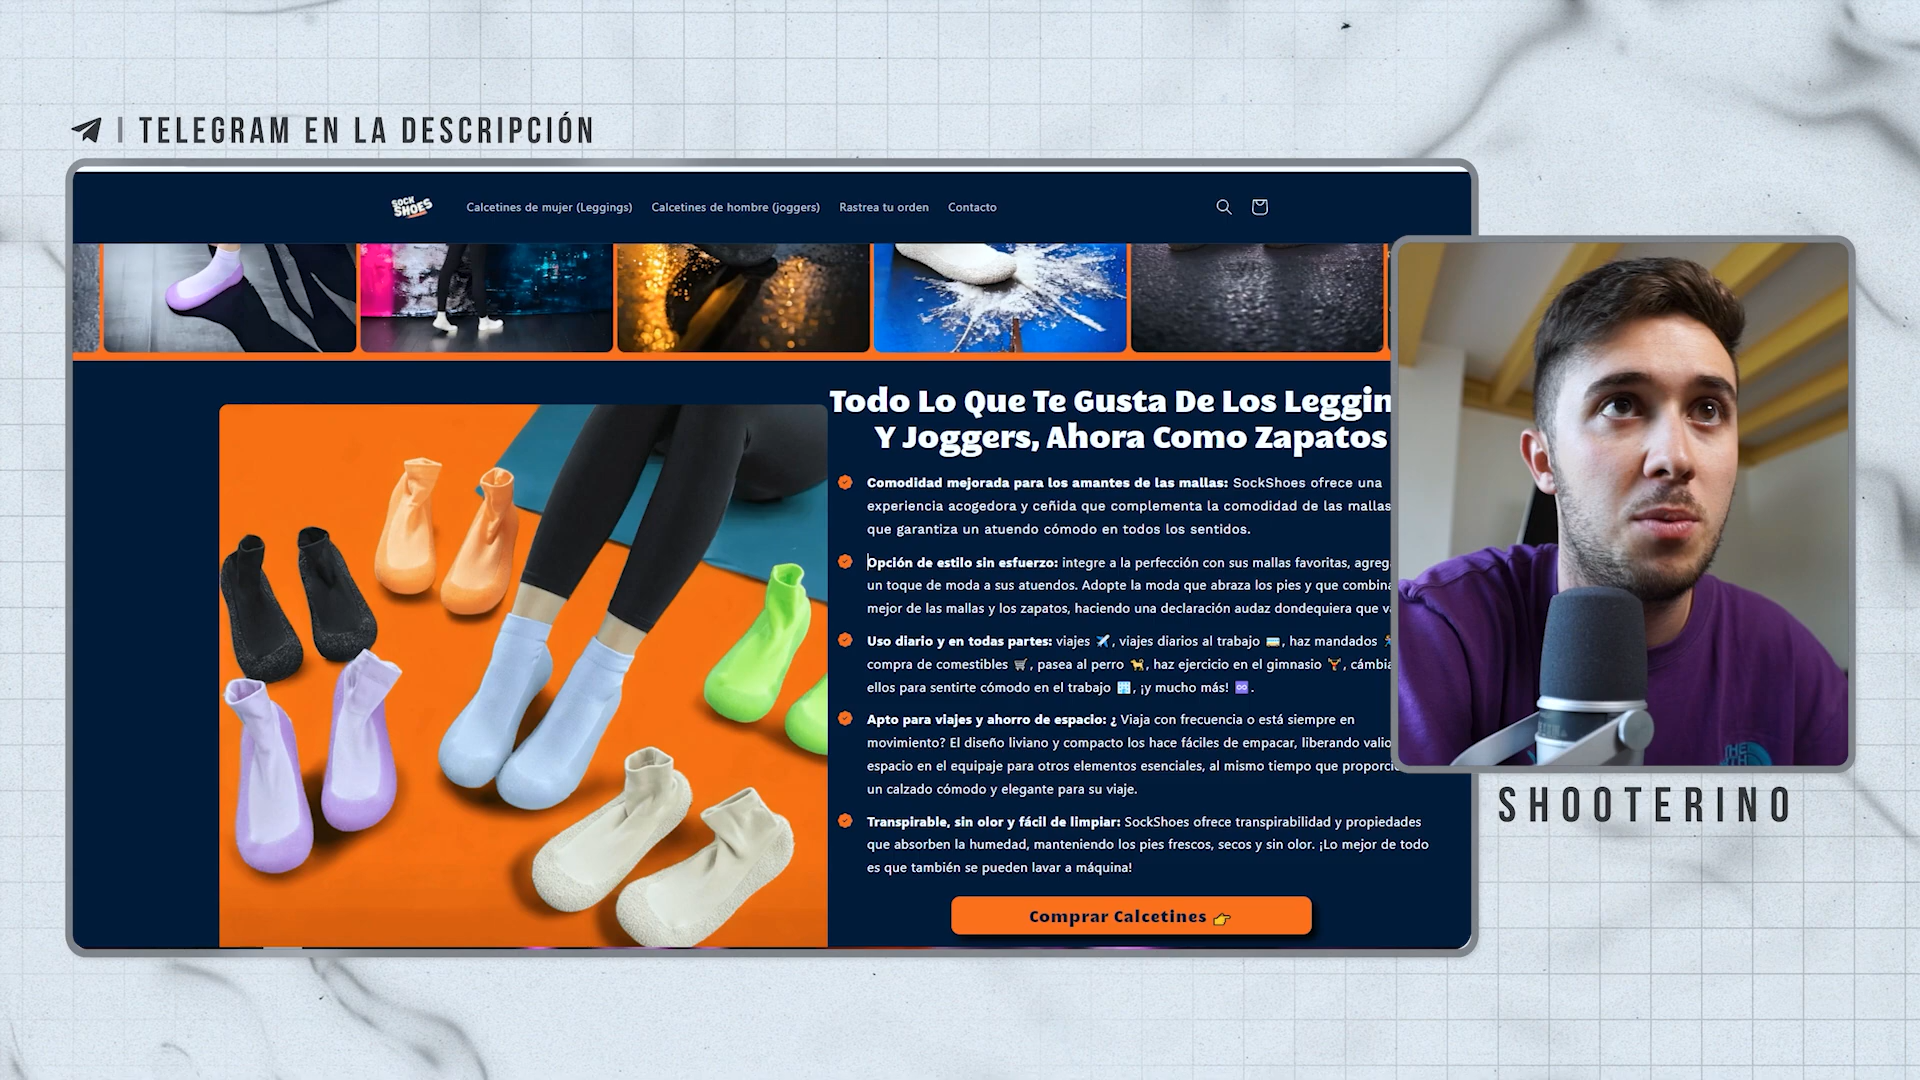 TELEGRAM EN LA DESCRIPCIÓN
SOCK SHOES
Calcetines de mujer (Leggings)
Calcetines de hombre (joggers)
Rastrea tu orden
Contacto
Todo Lo Que Te Gusta De Los Leggin
Y Joggers, Ahora Como Zapatos
Comodidad mejorada para los amantes de las mallas: SockShoes ofrece una
experiencia acogedora y ceñida que complementa la comodidad de las mallas
que garantiza un atuendo cómodo en todos los sentidos.
Opción de estilo sin esfuerzo: integre a la perfección con sus mallas favoritas, agreg
un toque de moda a sus atuendos. Adopte la moda que abraza los pies y que combina
mejor de las mallas y los zapatos, haciendo una declaración audaz dondequiera que v
Uso diario y en todas partes: viajes ✈️, viajes diarios al trabajo 🚃, haz mandados
compra de comestibles 🛒, pasea al perro 🐕, haz ejercicio en el gimnasio 🏋️, cámbia
ellos para sentirte cómodo en el trabajo 🏢, ¡y mucho más! ♾️.
Apto para viajes y ahorro de espacio: ¿ Viaja con frecuencia o está siempre en
movimiento? El diseño liviano y compacto los hace fáciles de empacar, liberando valio
espacio en el equipaje para otros elementos esenciales, al mismo tiempo que proporci
un calzado cómodo y elegante para su viaje.
Transpirable, sin olor y fácil de limpiar: SockShoes ofrece transpirabilidad y propiedades
que absorben la humedad, manteniendo los pies frescos, secos y sin olor. ¡Lo mejor de todo
es que también se pueden lavar a máquina!
Comprar Calcetines 👉
SHOOTERINO